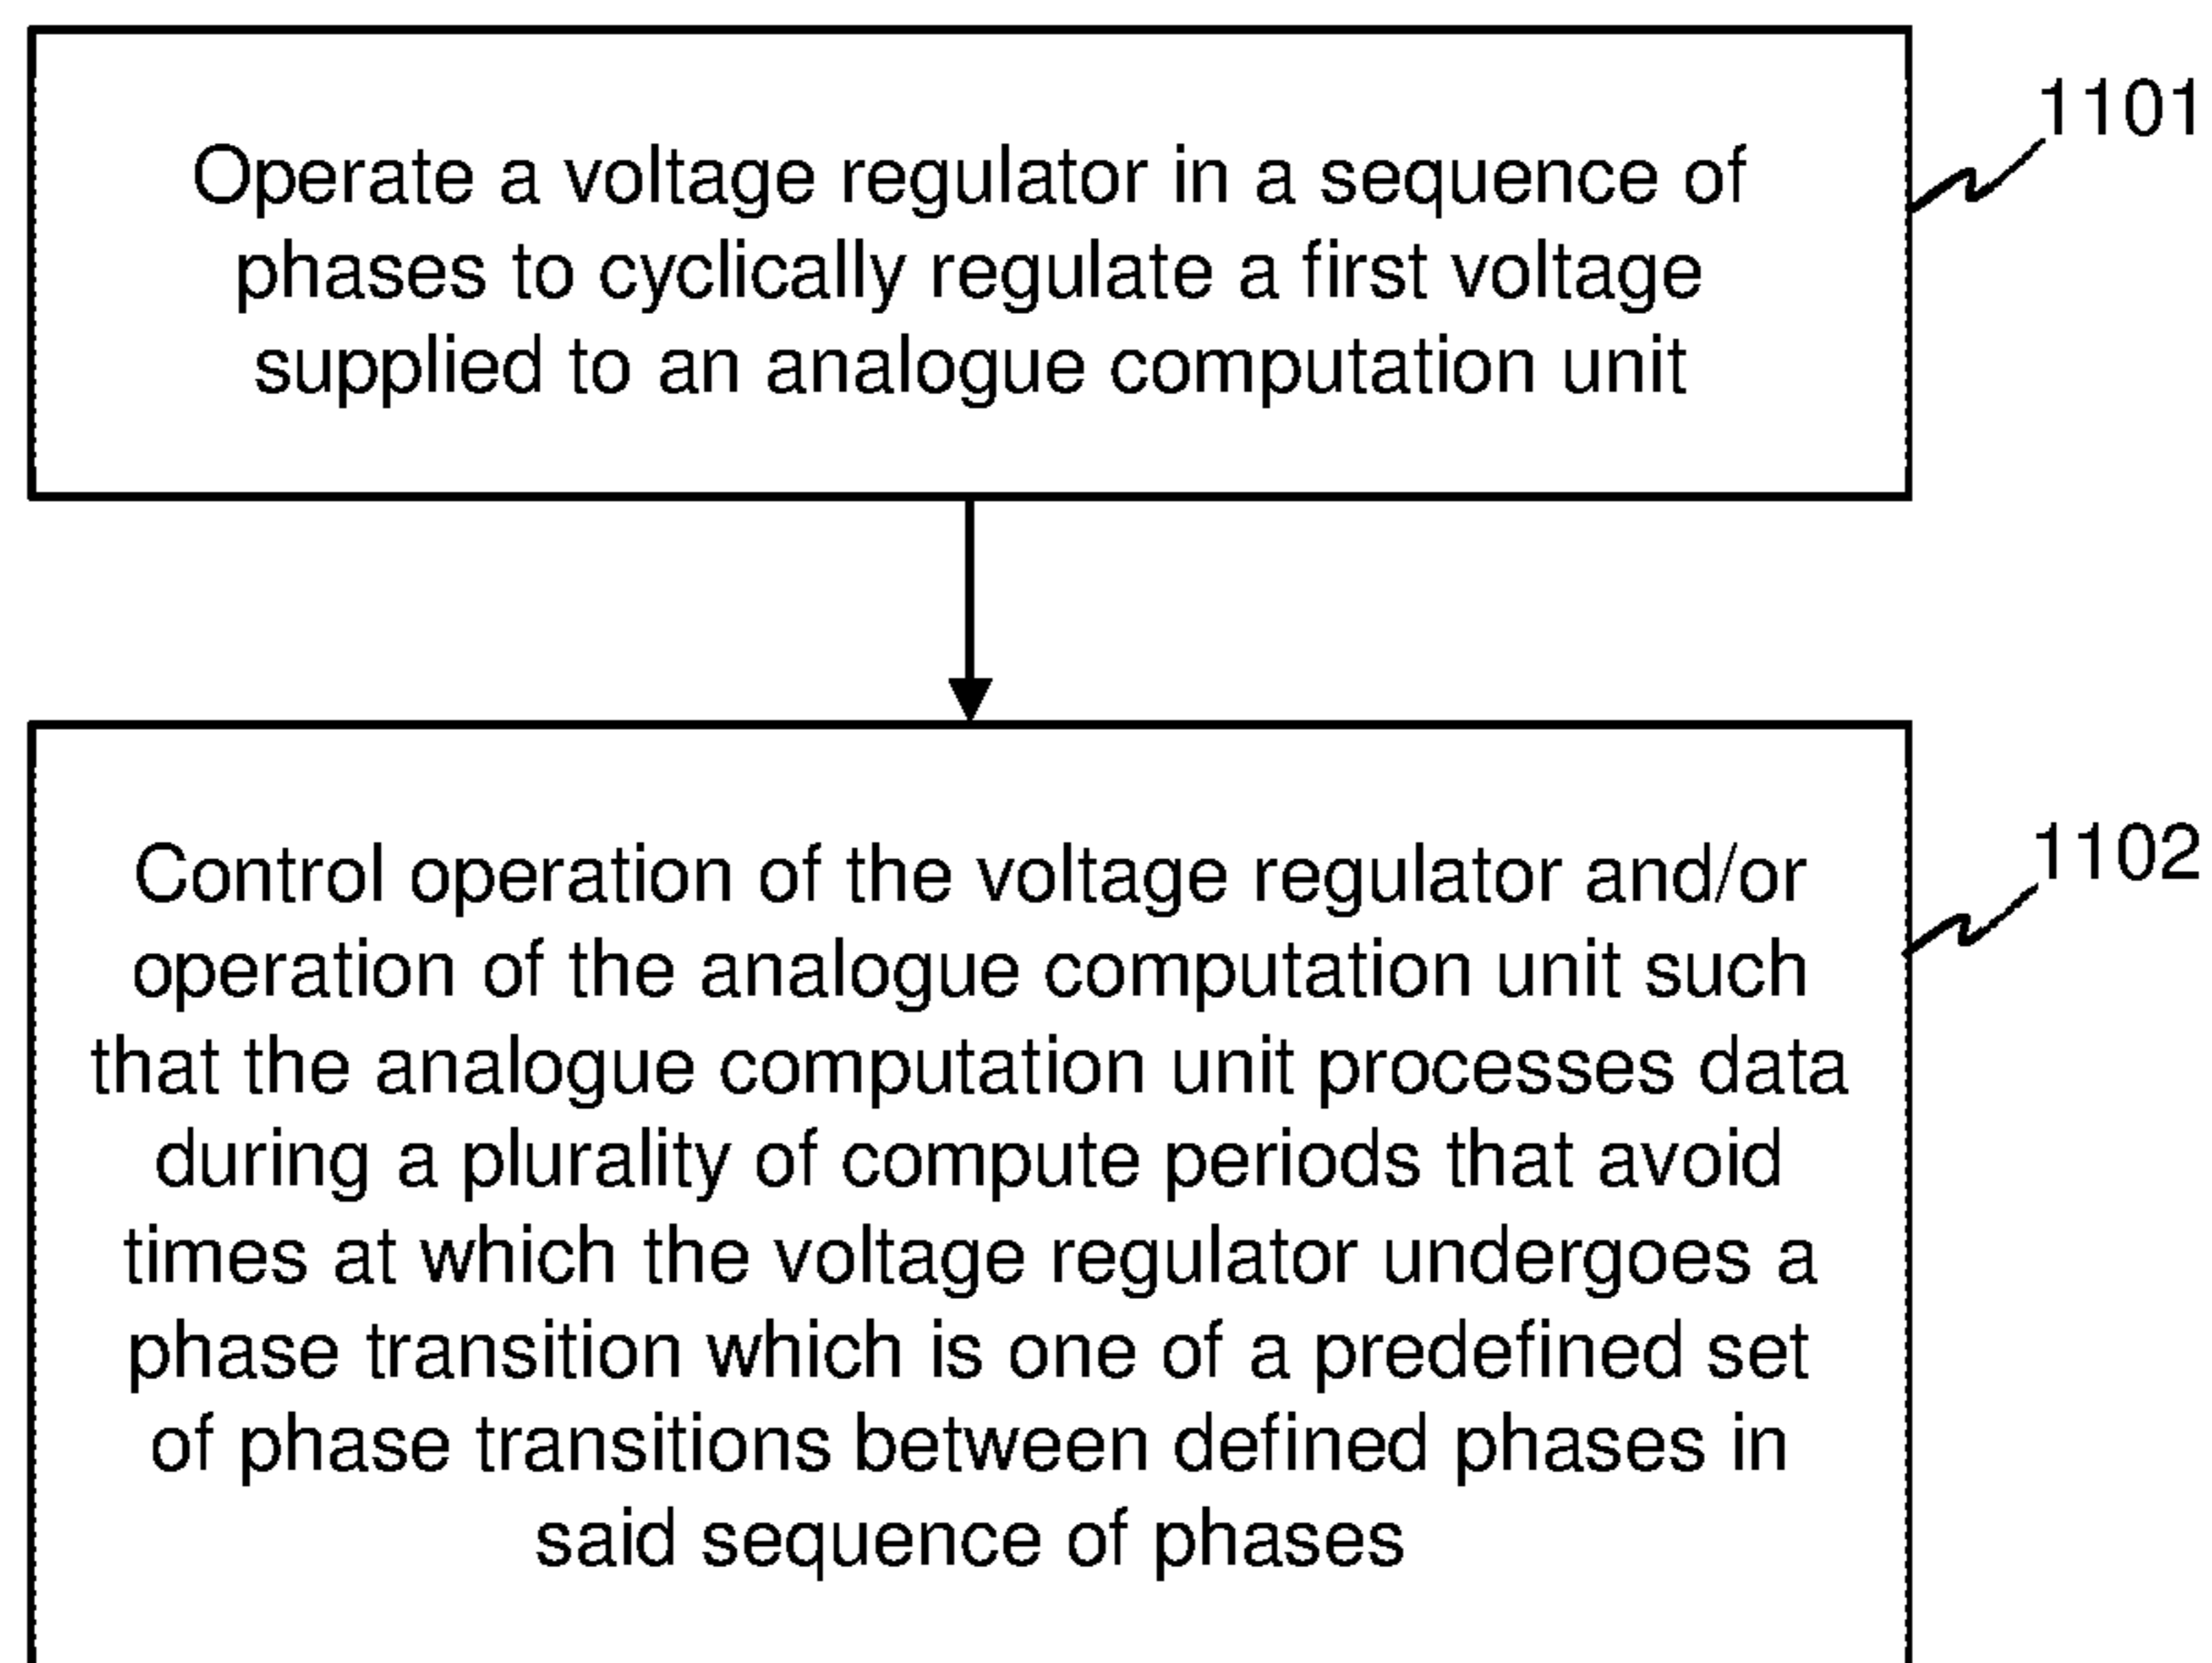 1101
Operate a voltage regulator in a sequence of
phases to cyclically regulate a first voltage
supplied to an analogue computation unit
1102
Control operation of the voltage regulator and/or
operation of the analogue computation unit such
that the analogue computation unit processes data
during a plurality of compute periods that avoid
times at which the voltage regulator undergoes a
phase transition which is one of a predefined set
of phase transitions between defined phases in
said sequence of phases